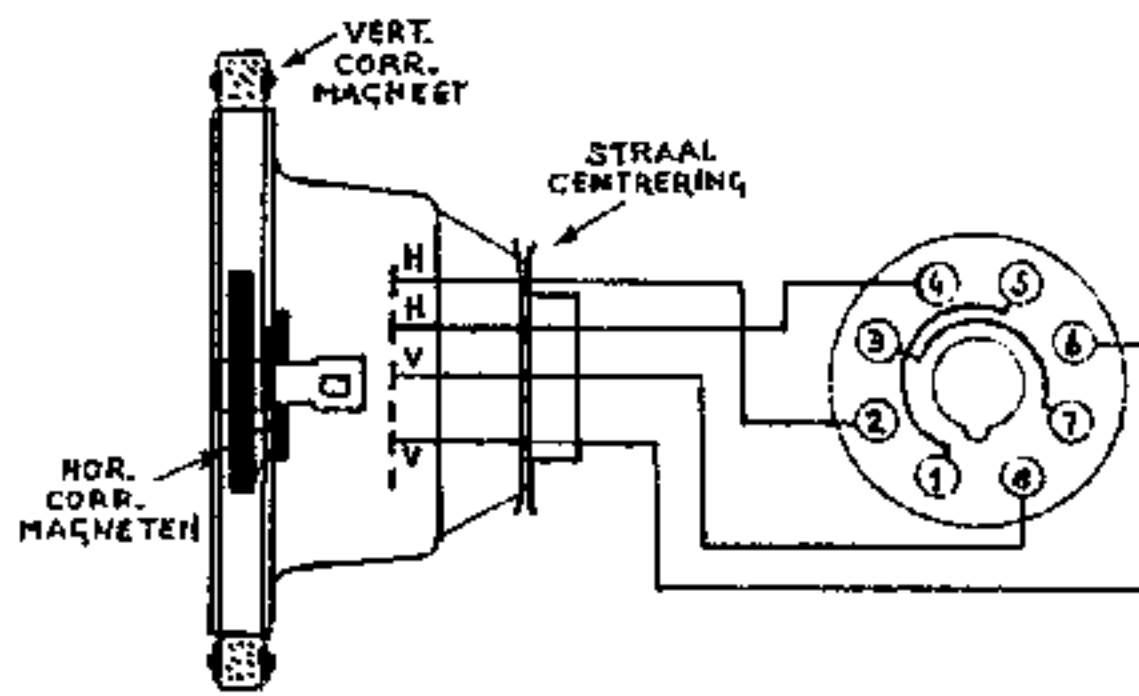 VERT.
CORR.
MAGNEET
STRAAL
CENTRERING
H
H
V
V
HOR.
CORR.
MAGNETEN
4
5
3
6
2
7
1
8